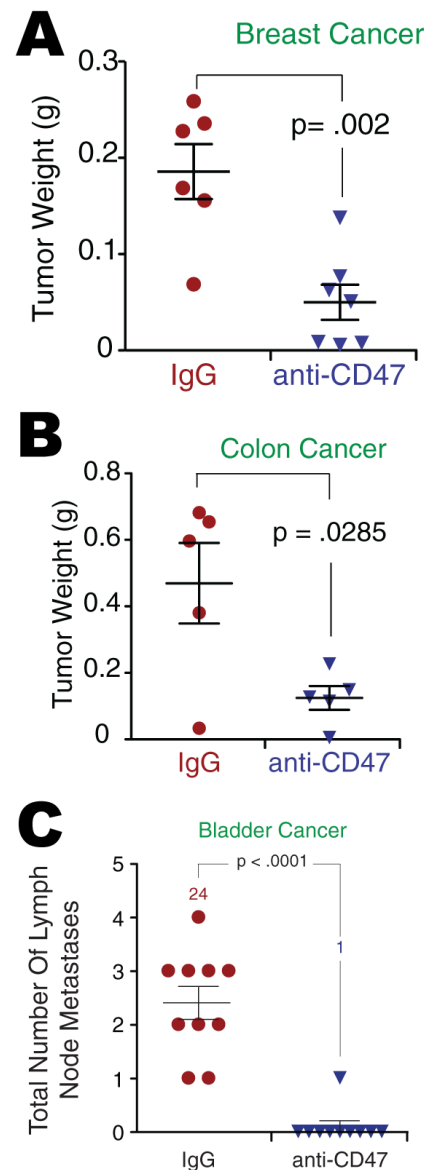 A
Breast Cancer
0.3
0.2
0.1
0
Tumor Weight (g)
p= .002
IgG
anti-CD47
B
Colon Cancer
0.8
0.6
0.4
0.2
0
Tumor Weight (g)
p = .0285
IgG
anti-CD47
C
Bladder Cancer
5
4
3
2
1
0
Total Number Of Lymph
Node Metastases
p < .0001
24
1
IgG
anti-CD47